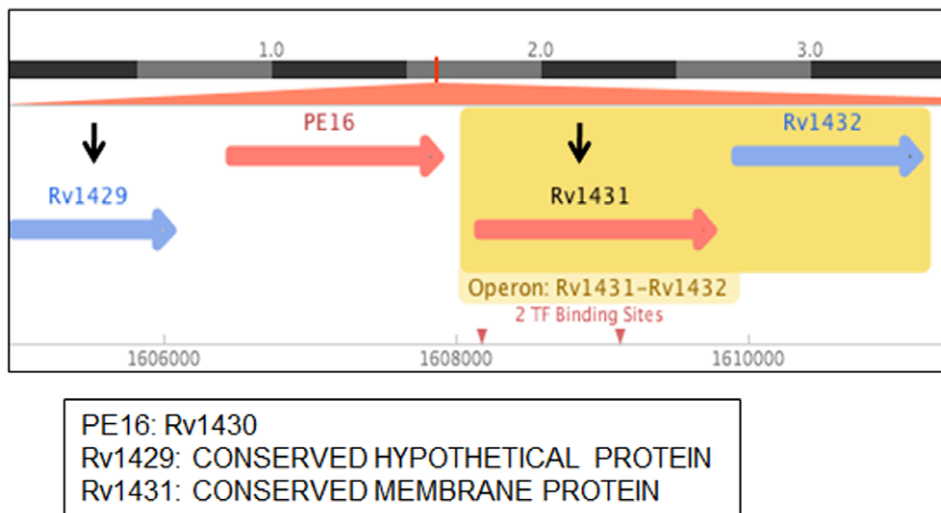 1.0 2.0 3.0
PE16 Rv1432
Rv1429 Rv1431
Operon: Rv1431-Rv1432
2 TF Binding Sites
1606000 1608000 1610000
PE16: Rv1430
Rv1429: CONSERVED HYPOTHETICAL PROTEIN
Rv1431: CONSERVED MEMBRANE PROTEIN